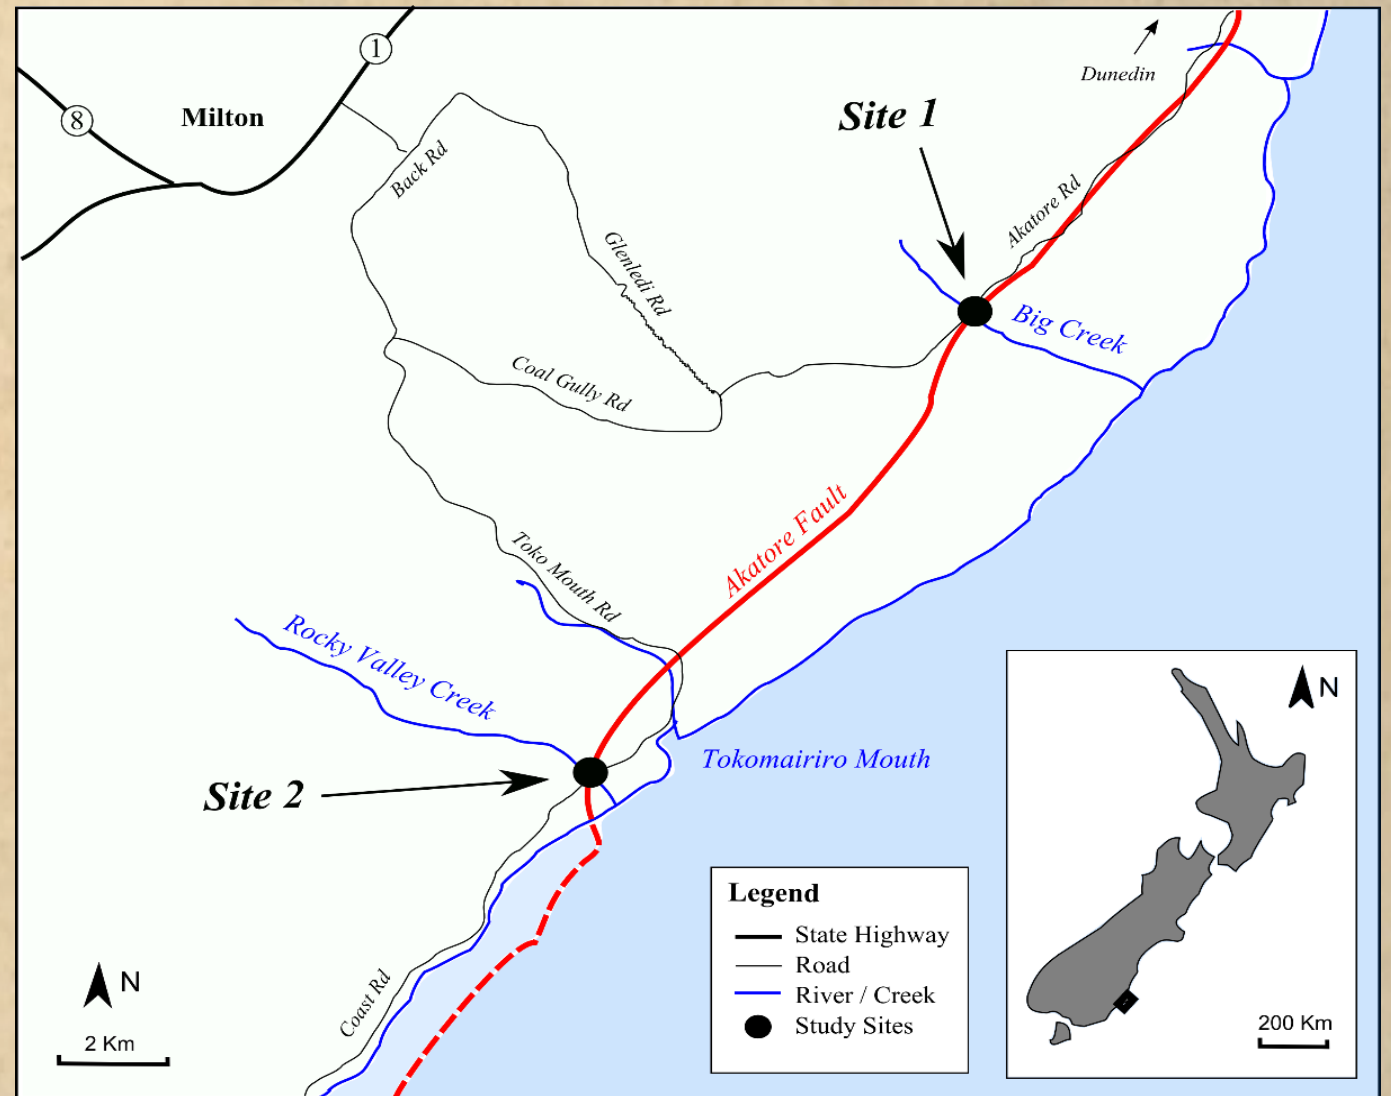 1
Dunedin
8
Milton
Site 1
Back Rd
Akatore Rd
Glenledi Rd
Big Creek
Coal Gully Rd
Akatore Fault
Toko Mouth Rd
Rocky Valley Creek
N
Tokomairiro Mouth
Site 2
Legend
State Highway
Road
River / Creek
Study Sites
Coast Rd
N
2 Km
200 Km